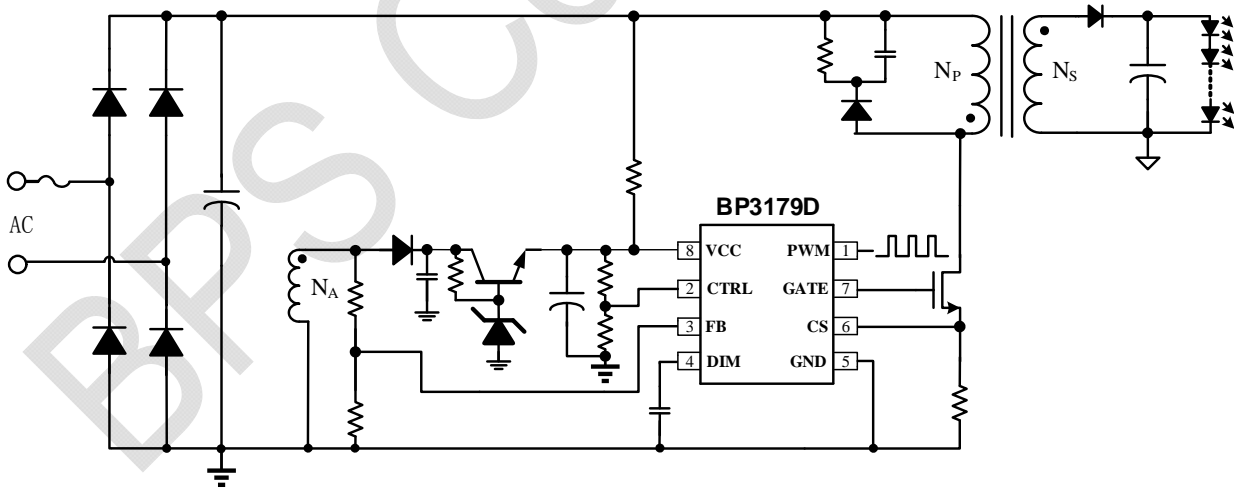 BPS Co
N_P
N_S
BP3179D
AC
N_A
8 VCC
PWM 1
2 CTRL
GATE 7
3 FB
CS 6
4 DIM
GND 5